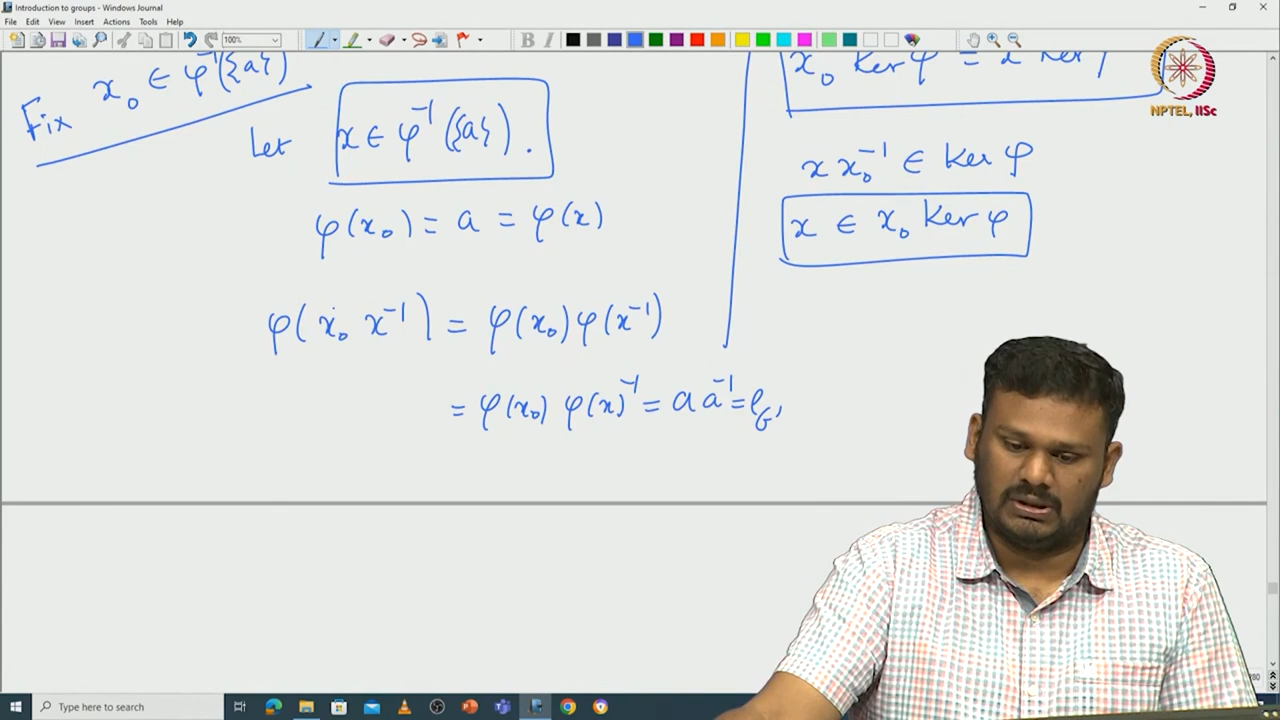 Introduction to groups - Windows Journal
File Edit View Insert Actions Tools Help
100%
B I
NPTEL, IISc
Fix x₀ ∈ φ⁻¹({a})
Let x ∈ φ⁻¹({a}).
φ(x₀) = a = φ(x)
φ(x₀ x⁻¹) = φ(x₀)φ(x⁻¹)
= φ(x₀) φ(x)⁻¹ = a a⁻¹ = e_G'
x₀ Ker φ = x Ker
x x₀⁻¹ ∈ Ker φ
x ∈ x₀ Ker φ
Type here to search